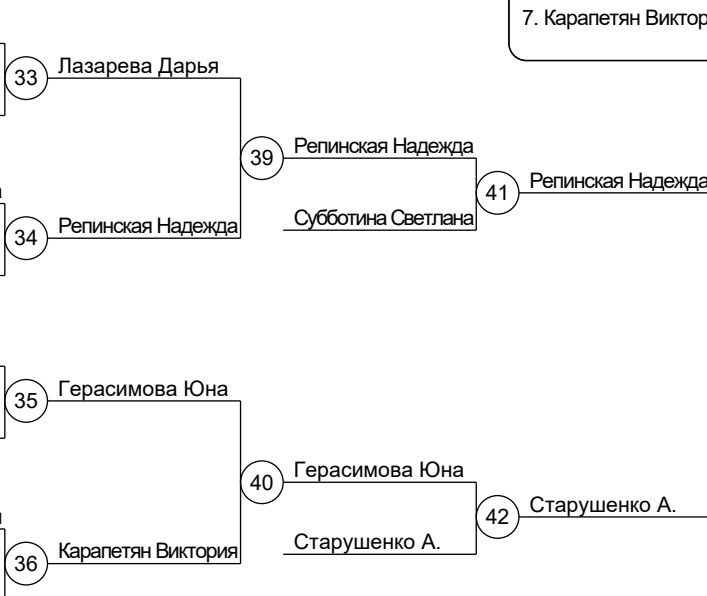 7. Карапетян
Лазарева Дарья
33
Репинская Надежда
39
Репинская Надежда
41
Субботина Светлана
Репинская Надежда
34
Герасимова Юна
35
Герасимова Юна
40
Старушенко А.
42
Старушенко А.
Карапетян Виктория
36